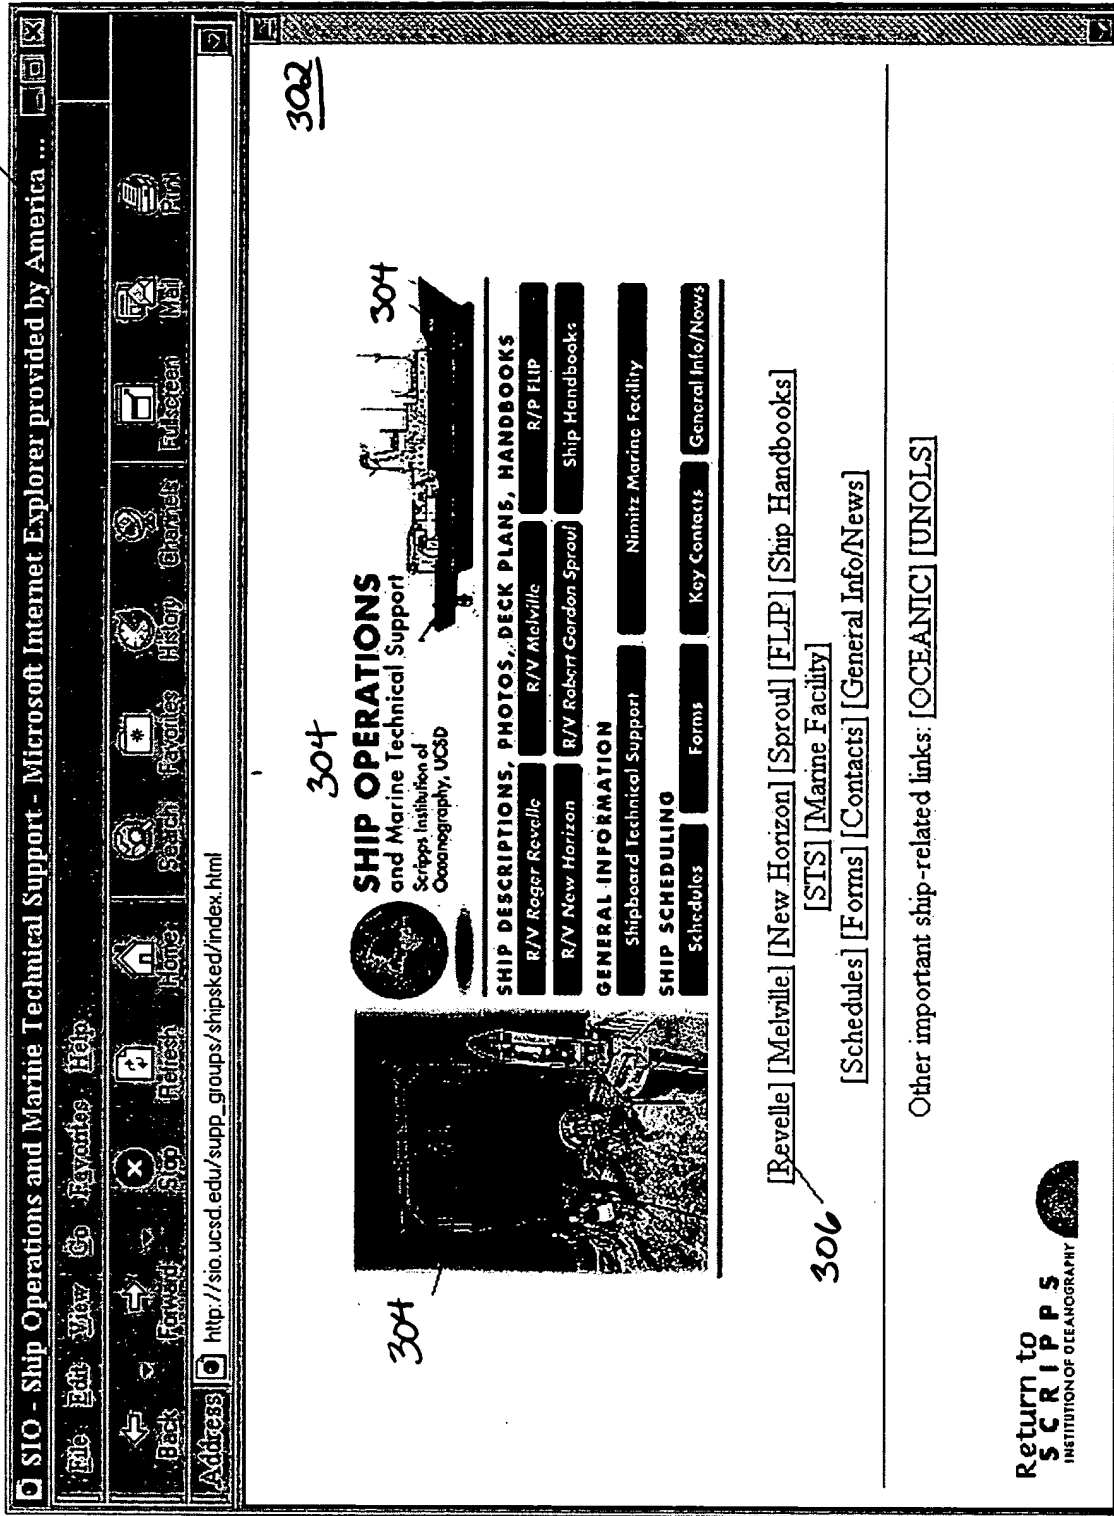 SIO - Ship Operations and Marine Technical Support - Microsoft Internet Explorer provided by America ...
File Edit View Go Favorites Help
Back Forward Stop Refresh Home Search Favorites History Channels Fullscreen Mail Print
Address http://sio.ucsd.edu/supp_groups/shipsked/index.html
302
304
304
304
SHIP OPERATIONS
and Marine Technical Support
Scripps Institution of
Oceanography, UCSD
SHIP DESCRIPTIONS, PHOTOS, DECK PLANS, HANDBOOKS
R/V Roger Revelle R/V Melville R/P FLIP
R/V New Horizon R/V Robert Gordon Sproul Ship Handbooks
GENERAL INFORMATION
Shipboard Technical Support Nimitz Marine Facility
SHIP SCHEDULING
Schedules Forms Key Contacts General Info/News
[Revelle] [Melville] [New Horizon] [Sproul] [FLIP] [Ship Handbooks]
[STS] [Marine Facility]
[Schedules] [Forms] [Contacts] [General Info/News]
306
Other important ship-related links: [OCEANIC] [UNOLS]
Return to
SCRIPPS
INSTITUTION OF OCEANOGRAPHY